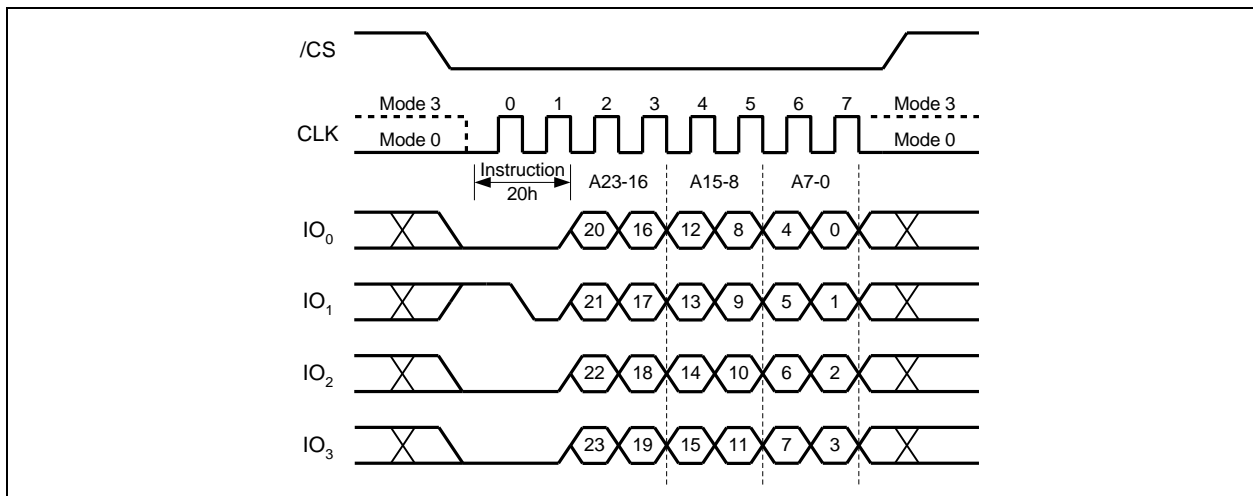 /CS
Mode 3 0 1 2 3 4 5 6 7 Mode 3
CLK
Mode 0 Mode 0
Instruction
20h
A23-16 A15-8 A7-0
IO0 20 16 12 8 4 0
IO1 21 17 13 9 5 1
IO2 22 18 14 10 6 2
IO3 23 19 15 11 7 3